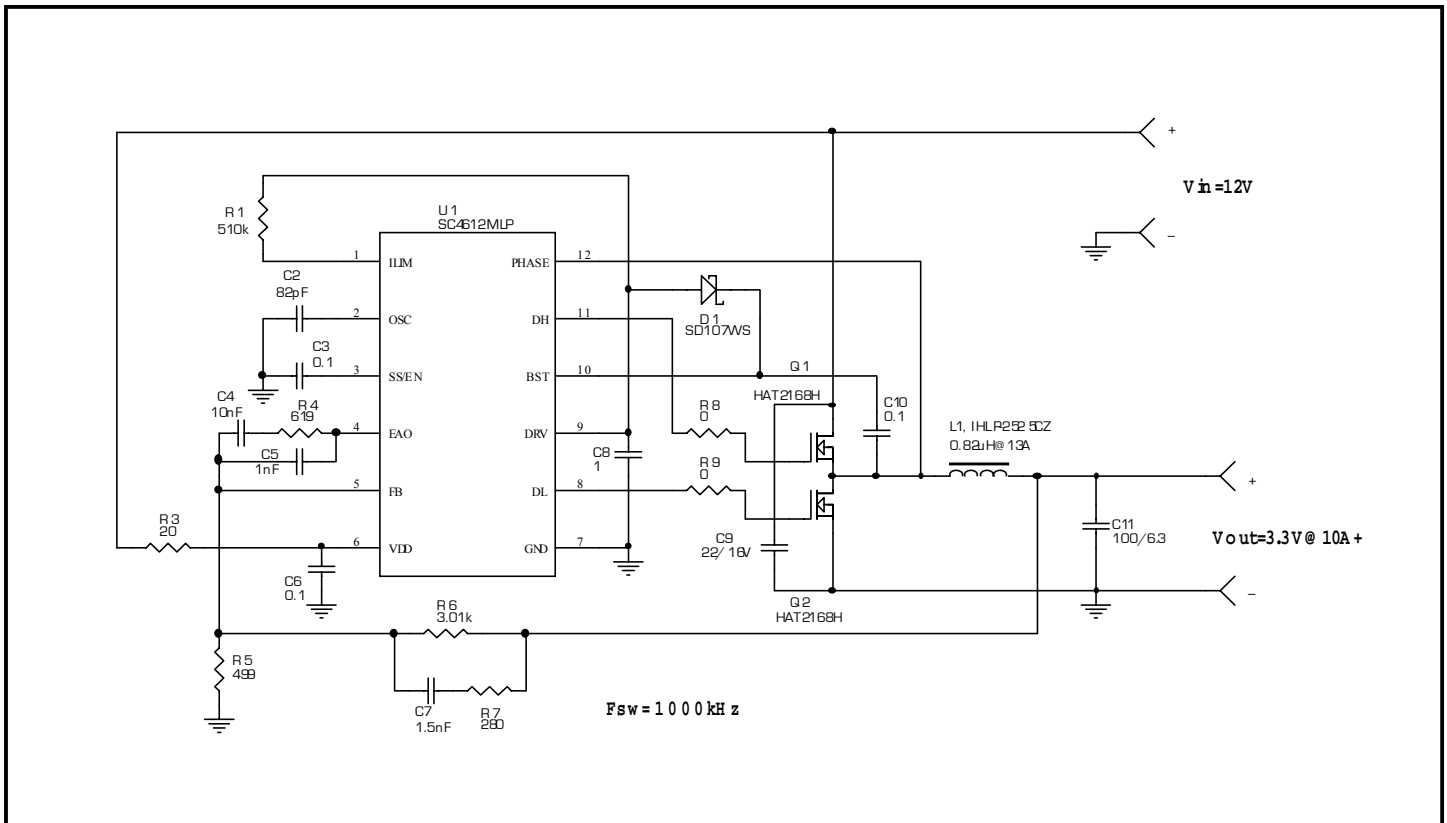 +
Vin=12V
–
R1
510k
U1
SC4612MLP
1
ILIM
PHASE
12
C2
82pF
2
OSC
DH
11
D1
SD107WS
C3
0.1
3
SS/EN
BST
10
Q1
HAT2168H
C4
10nF
R4
619
4
EAO
DRV
9
C8
1
R8
0
C10
0.1
L1, IHLP2525CZ
0.82uH@13A
C5
1nF
5
FB
DL
8
R9
0
+
R3
20
6
VDD
GND
7
C9
22/16V
C11
100/6.3
Vout=3.3V@10A+
C6
0.1
Q2
HAT2168H
–
R6
3.01k
R5
499
C7
1.5nF
R7
280
Fsw=1000kHz